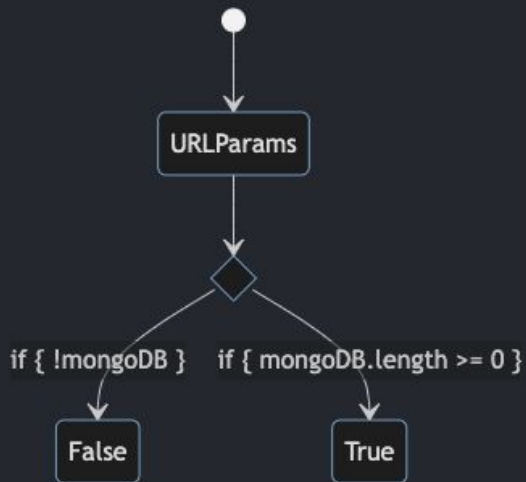 URLParams
if { !mongoDB }
if { mongoDB.length >= 0 }
False
True